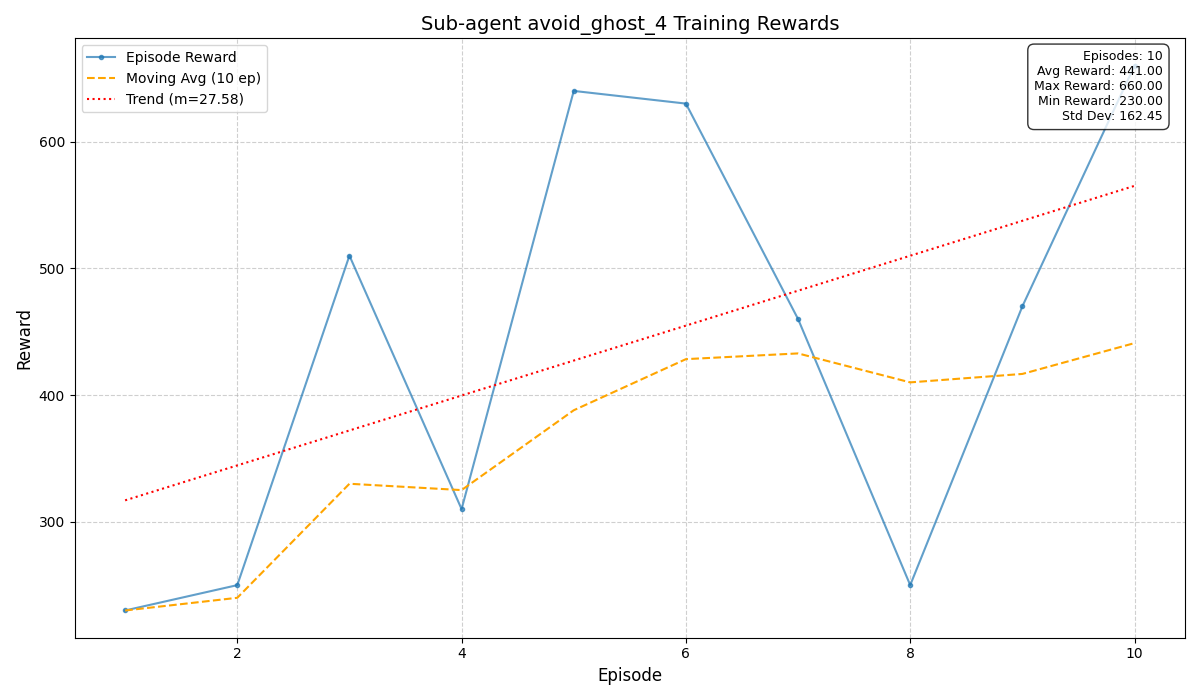 Sub-agent avoid_ghost_4 Training Rewards
Episode Reward
Moving Avg (10 ep)
Trend (m=27.58)
Episodes: 10
Avg Reward: 441.00
Max Reward: 660.00
Min Reward: 230.00
Std Dev: 162.45
600
500
400
300
Reward
2
4
6
8
10
Episode